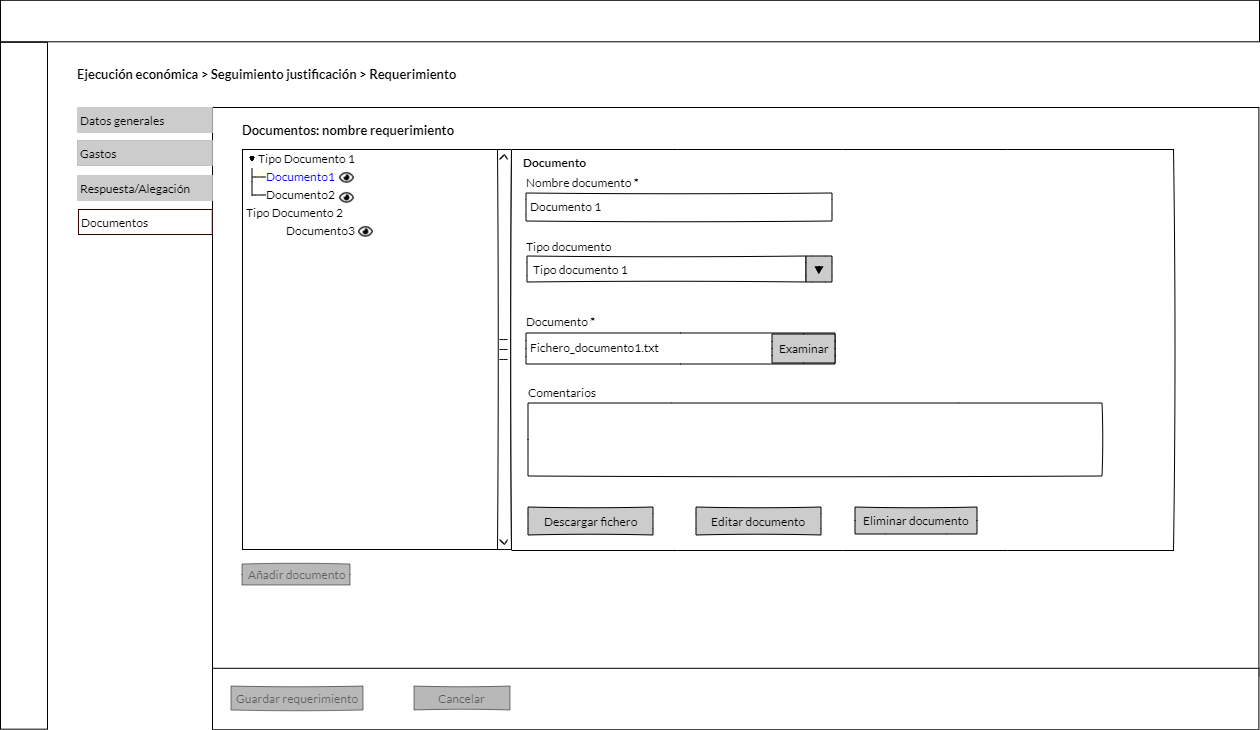 Ejecución económica > Seguimiento justificación > Requerimiento
Datos generales
Gastos
Respuesta/Alegación
Documentos
Documentos: nombre requerimiento
Tipo Documento 1
Documento1
Documento2
Tipo Documento 2
Documento3
Documento
Nombre documento *
Documento 1
Tipo documento
Tipo documento 1
Documento *
Fichero_documento1.txt
Examinar
Comentarios
Descargar fichero
Editar documento
Eliminar documento
Añadir documento
Guardar requerimiento
Cancelar